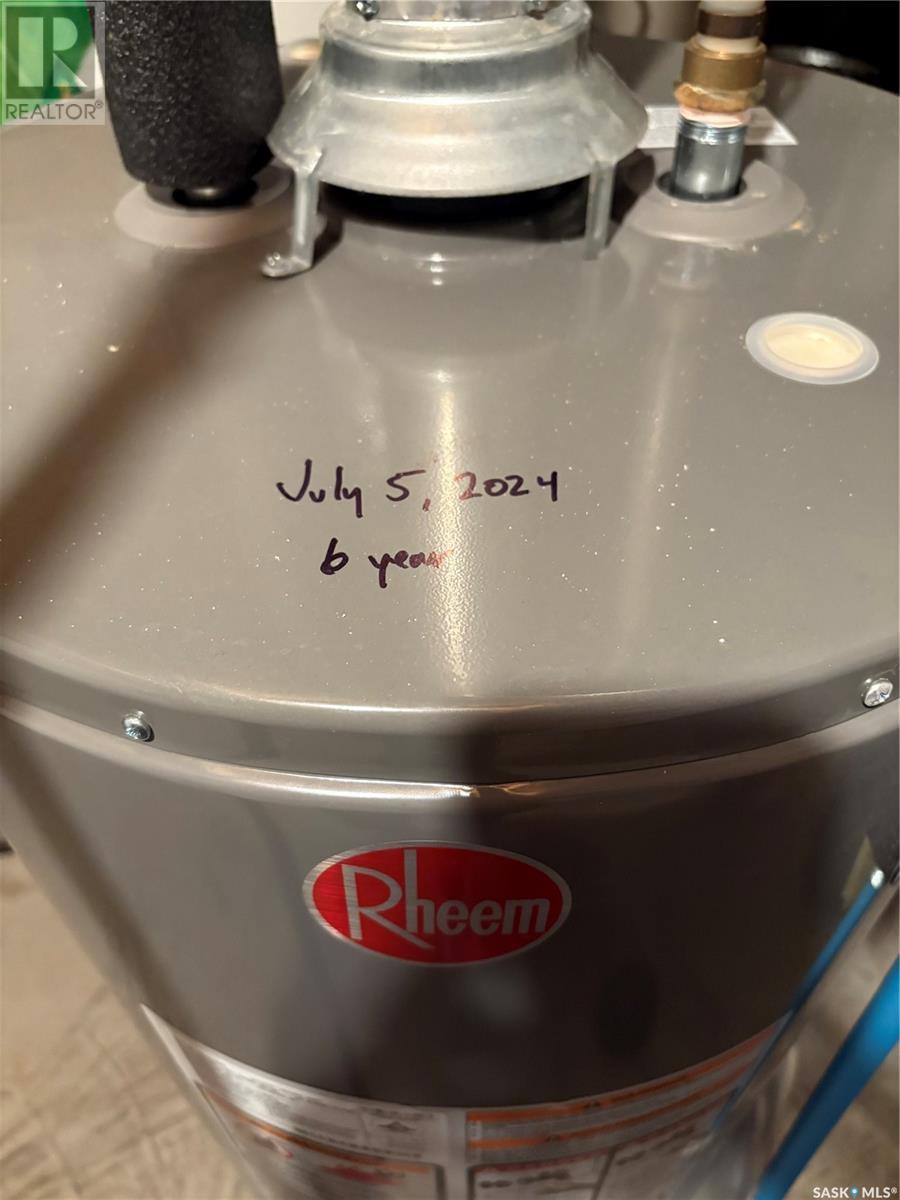 REALTOR®
July 5, 2024
6 year
Rheem
SASK MLS®